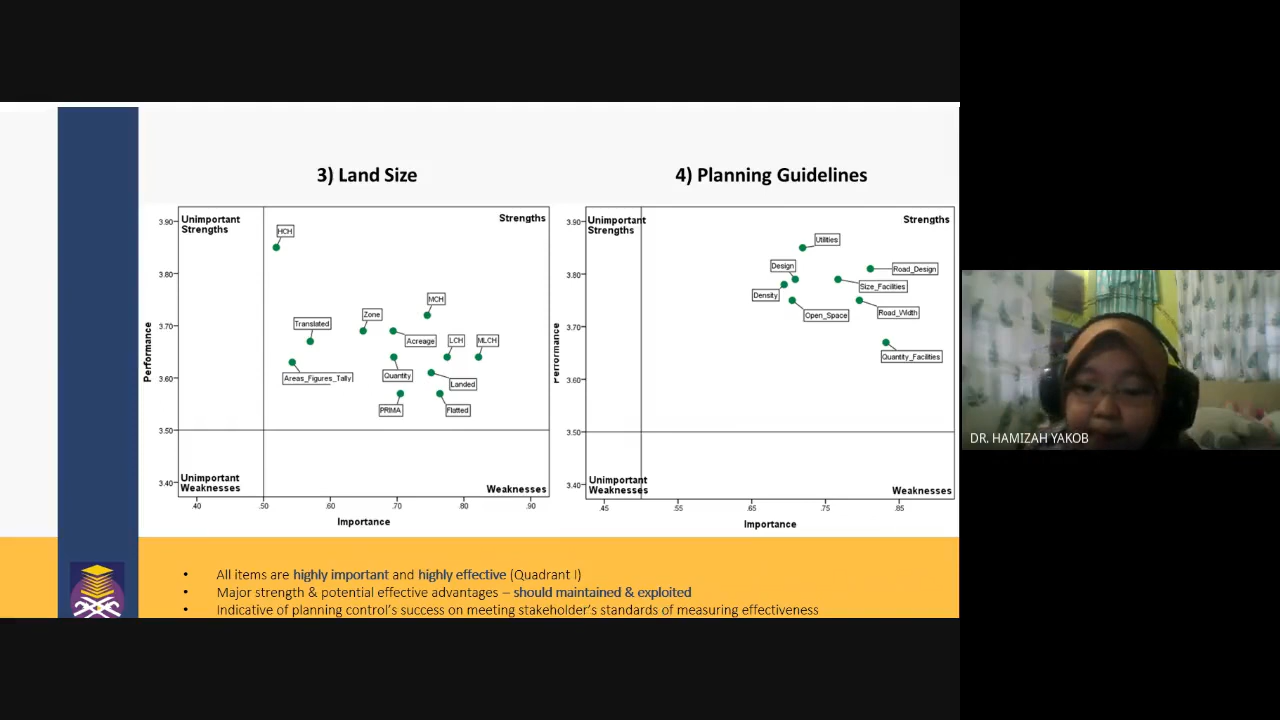 3) Land Size
Unimportant
Strengths
Strengths
Unimportant
Weaknesses
Weaknesses
3.90
3.80
3.70
3.60
3.50
3.40
Performance
HCH
MCH
Zone
Translated
Acreage
LCH
MLCH
Areas_Figures_Tally
Quantity
Landed
PRIMA
Flatted
.40
.50
.60
.70
.80
.90
Importance
4) Planning Guidelines
Unimportant
Strengths
Strengths
Unimportant
Weaknesses
Weaknesses
3.90
3.80
3.70
3.60
3.50
3.40
Performance
Utilities
Design
Road_Design
Size_Facilities
Density
Open_Space
Road_Width
Quantity_Facilities
.45
.55
.65
.75
.85
Importance
• All items are highly important and highly effective (Quadrant I)
• Major strength & potential effective advantages – should maintained & exploited
• Indicative of planning control's success on meeting stakeholder's standards of measuring effectiveness
DR. HAMIZAH YAKOB